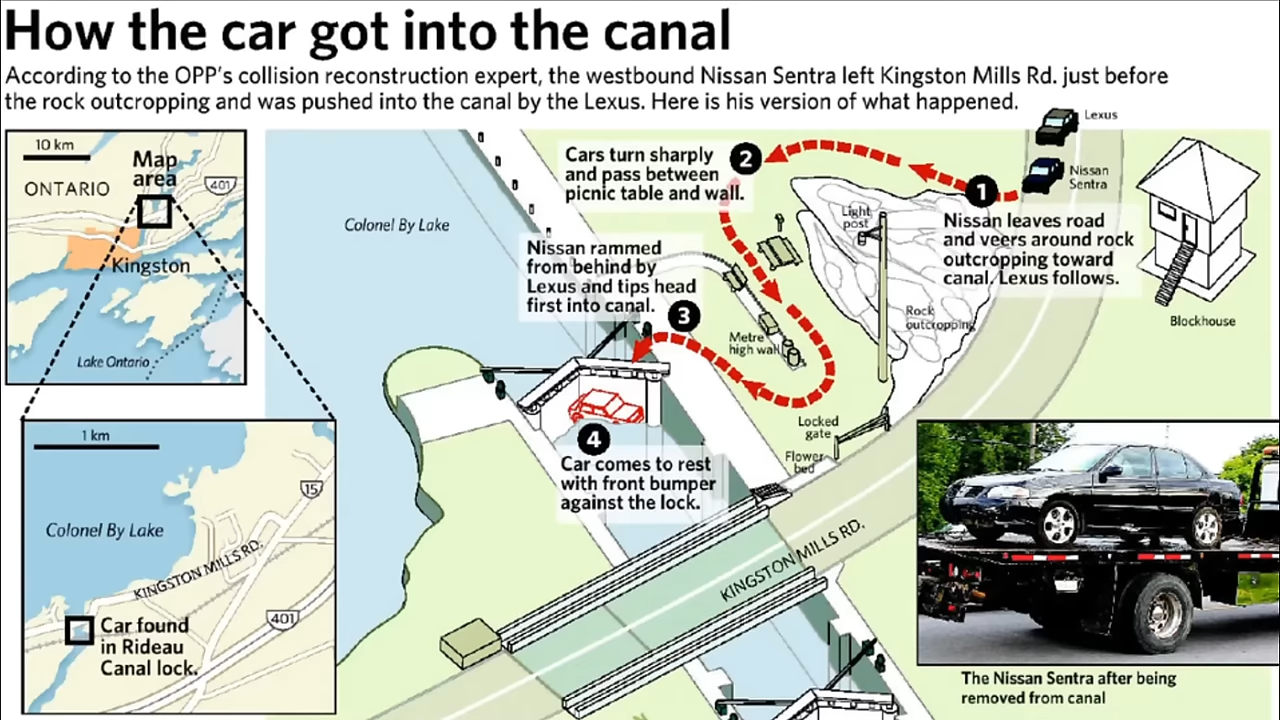 How the car got into the canal
According to the OPP's collision reconstruction expert, the westbound Nissan Sentra left Kingston Mills Rd. just before
the rock outcropping and was pushed into the canal by the Lexus. Here is his version of what happened.
10 km
Map
area
ONTARIO
401
Kingston
Lake Ontario
1 km
15
Colonel By Lake
KINGSTON MILLS RD.
401
Car found
in Rideau
Canal lock.
Colonel By Lake
Lexus
Nissan
Sentra
1
Nissan leaves road
and veers around rock
outcropping toward
canal. Lexus follows.
2
Cars turn sharply
and pass between
picnic table and wall.
Light
post
Rock
outcropping
Blockhouse
3
Nissan rammed
from behind by
Lexus and tips head
first into canal.
Metre
high wall
4
Car comes to rest
with front bumper
against the lock.
Locked
gate
Flower
bed
KINGSTON MILLS RD.
The Nissan Sentra after being
removed from canal